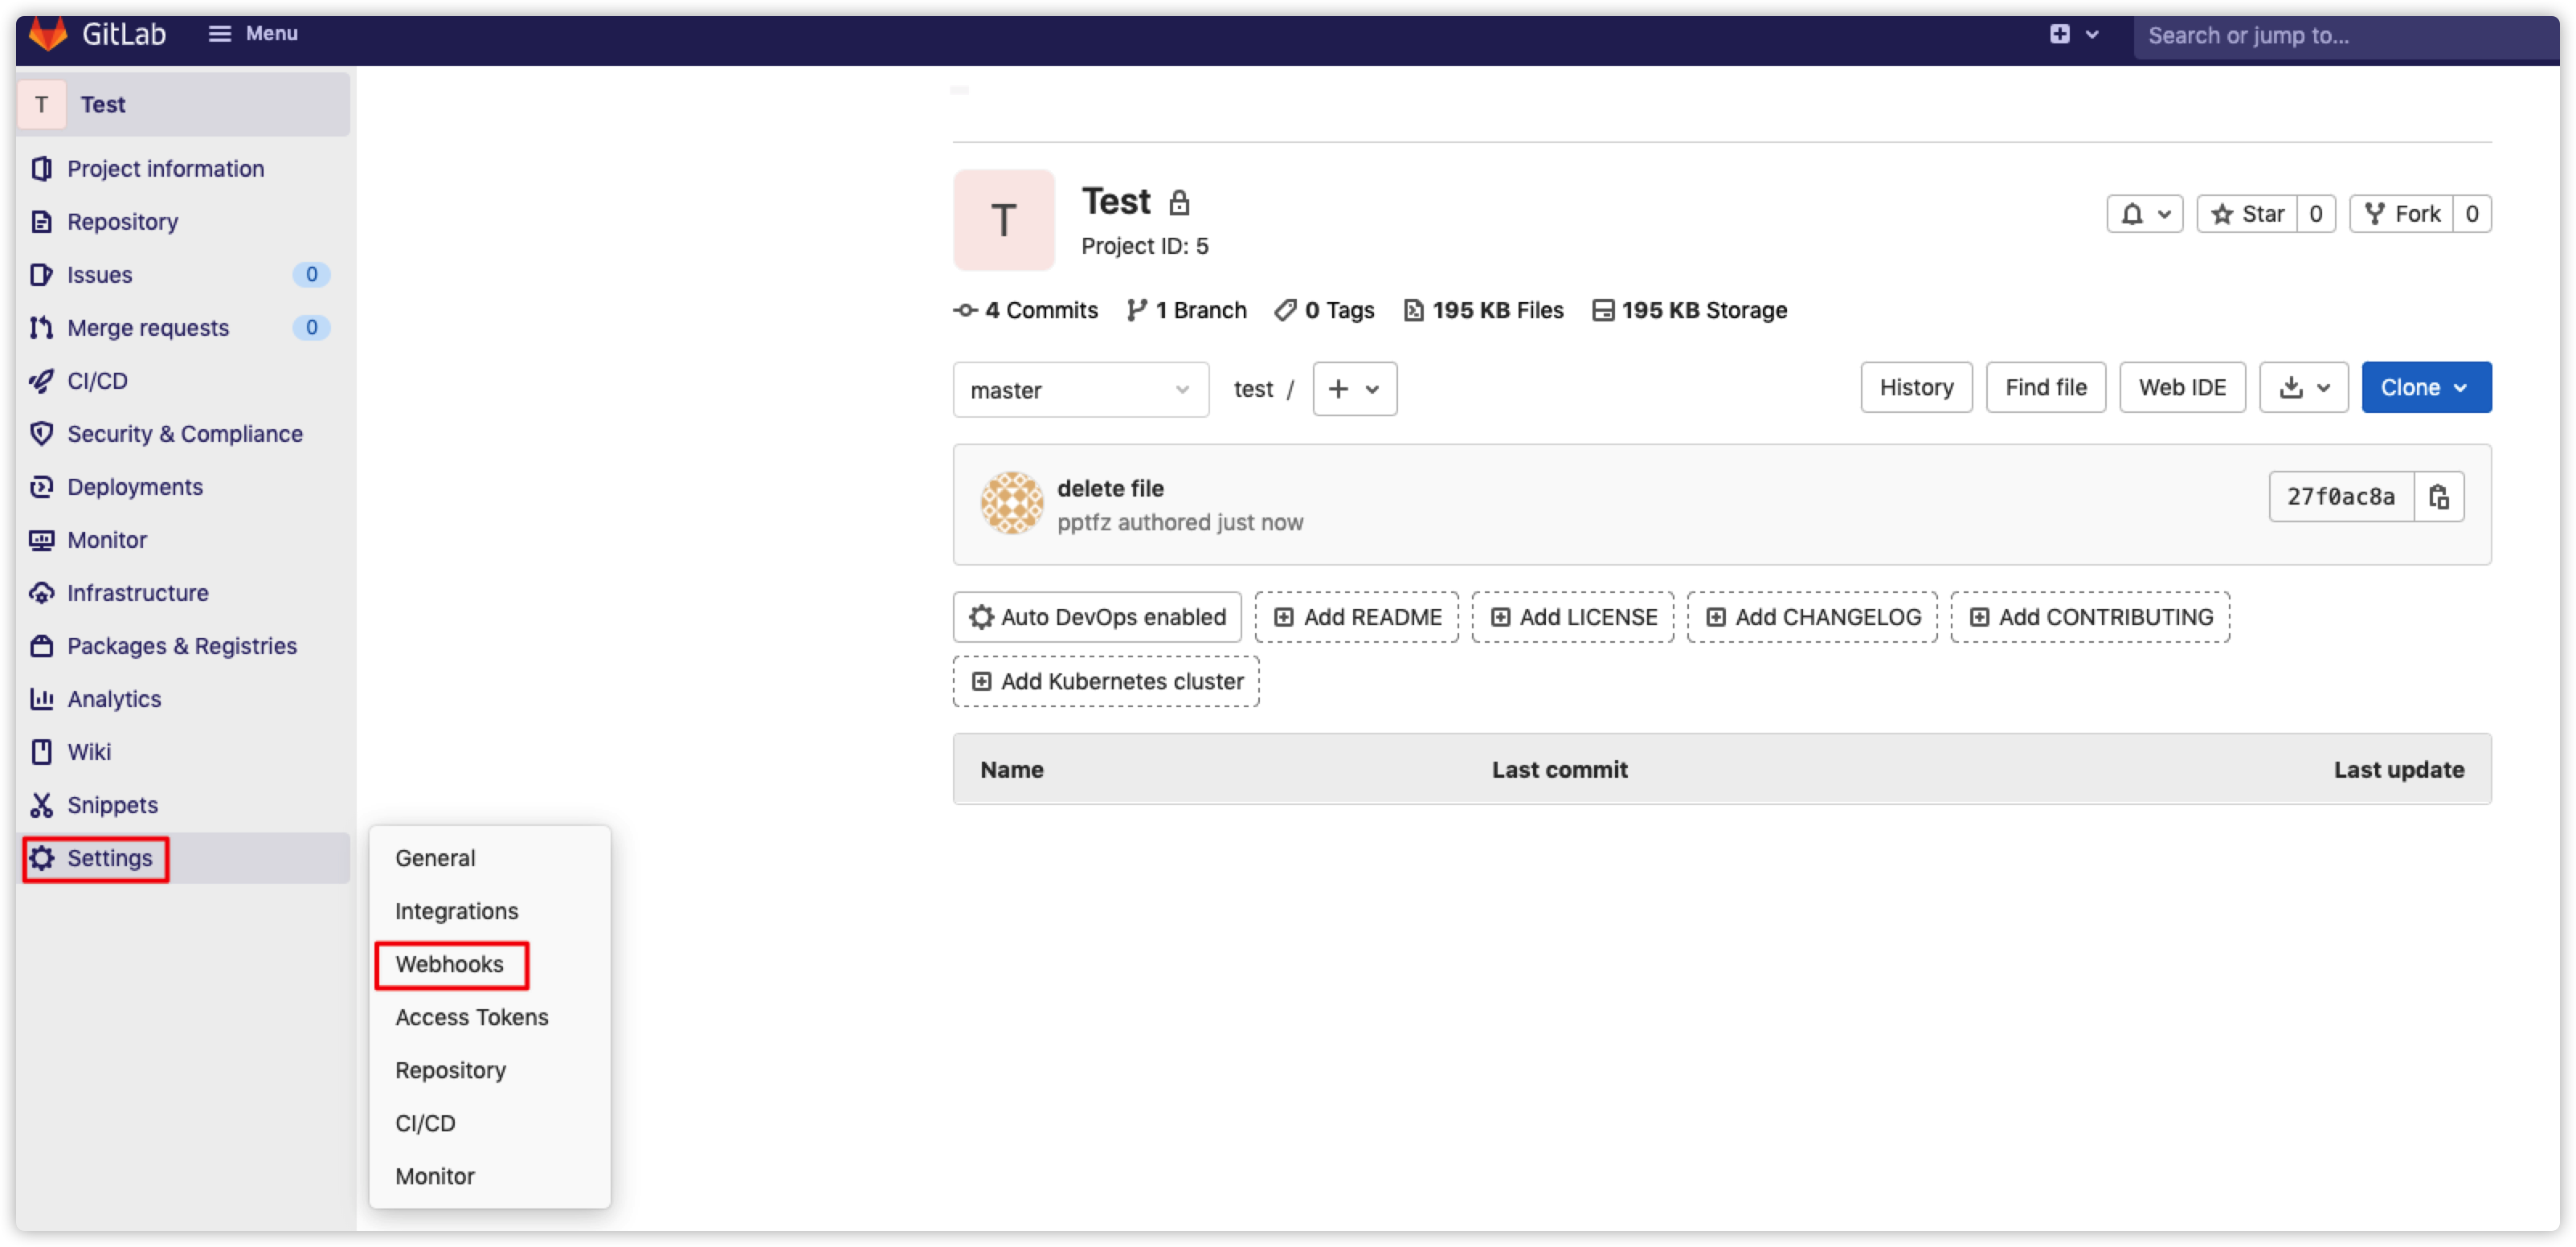 GitLab Menu Search or jump to...
T Test
Project information
Repository
Issues 0
Merge requests 0
CI/CD
Security & Compliance
Deployments
Monitor
Infrastructure
Packages & Registries
Analytics
Wiki
Snippets
Settings
General
Integrations
Webhooks
Access Tokens
Repository
CI/CD
Monitor
T
Test
Project ID: 5
Star 0 Fork 0
4 Commits 1 Branch 0 Tags 195 KB Files 195 KB Storage
master test / + History Find file Web IDE Clone
delete file
pptfz authored just now
27f0ac8a
Auto DevOps enabled Add README Add LICENSE Add CHANGELOG Add CONTRIBUTING
Add Kubernetes cluster
Name Last commit Last update